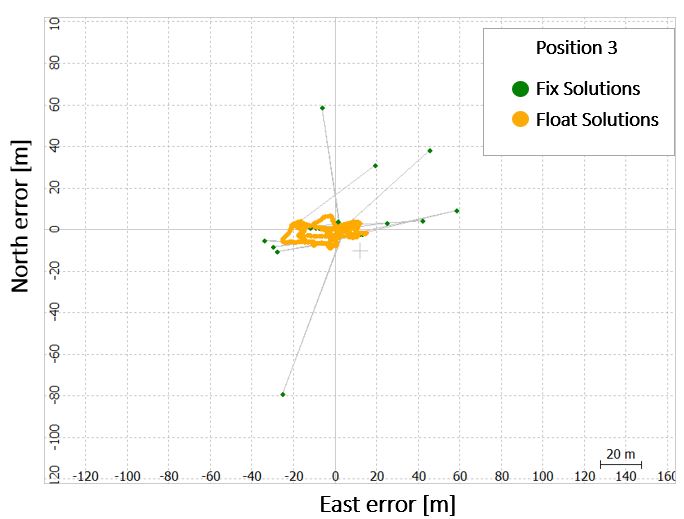 Position 3
Fix Solutions
Float Solutions
North error [m]
10
80
60
40
20
0
-20
-40
-60
-80
-100
120
-120 -100 -80 -60 -40 -20 0 20 40 60 80 100 120 140 160
20 m
East error [m]